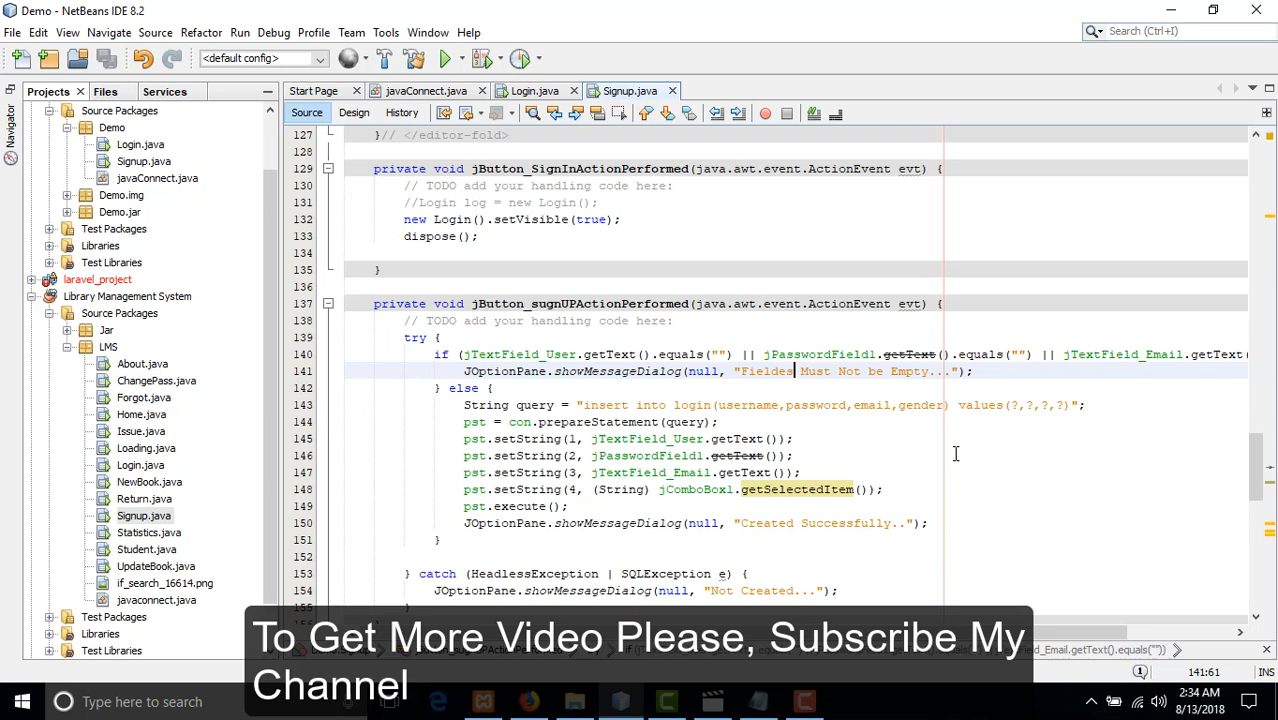 Demo - NetBeans IDE 8.2
File Edit View Navigate Source Refactor Run Debug Profile Team Tools Window Help
Search (Ctrl+I)
<default config>
Projects Files Services
Start Page javaConnect.java Login.java Signup.java
Source Design History
Navigator
Source Packages
Demo
Login.java
Signup.java
javaConnect.java
Demo.img
Demo.jar
Test Packages
Libraries
Test Libraries
laravel_project
Library Management System
Source Packages
Jar
LMS
About.java
ChangePass.java
Forgot.java
Home.java
Issue.java
Loading.java
Login.java
NewBook.java
Return.java
Signup.java
Statistics.java
Student.java
UpdateBook.java
if_search_16614.png
javaconnect.java
Test Packages
Libraries
Test Libraries
127 }// </editor-fold>
128
129 private void jButton_SignInActionPerformed(java.awt.event.ActionEvent evt) {
130 // TODO add your handling code here:
131 //Login log = new Login();
132 new Login().setVisible(true);
133 dispose();
134
135 }
136
137 private void jButton_sugnUPActionPerformed(java.awt.event.ActionEvent evt) {
138 // TODO add your handling code here:
139 try {
140 if (jTextField_User.getText().equals("") || jPasswordField1.getText().equals("") || jTextField_Email.getText
141 JOptionPane.showMessageDialog(null, "Fieldes Must Not be Empty...");
142 } else {
143 String query = "insert into login(username,password,email,gender) values(?,?,?,?)";
144 pst = con.prepareStatement(query);
145 pst.setString(1, jTextField_User.getText());
146 pst.setString(2, jPasswordField1.getText());
147 pst.setString(3, jTextField_Email.getText());
148 pst.setString(4, (String) jComboBox1.getSelectedItem());
149 pst.execute();
150 JOptionPane.showMessageDialog(null, "Created Successfully..");
151 }
152
153 } catch (HeadlessException | SQLException e) {
154 JOptionPane.showMessageDialog(null, "Not Created...");
155 }
To Get More Video Please, Subscribe My
Channel
141:61
Type here to search
2:34 AM
8/13/2018